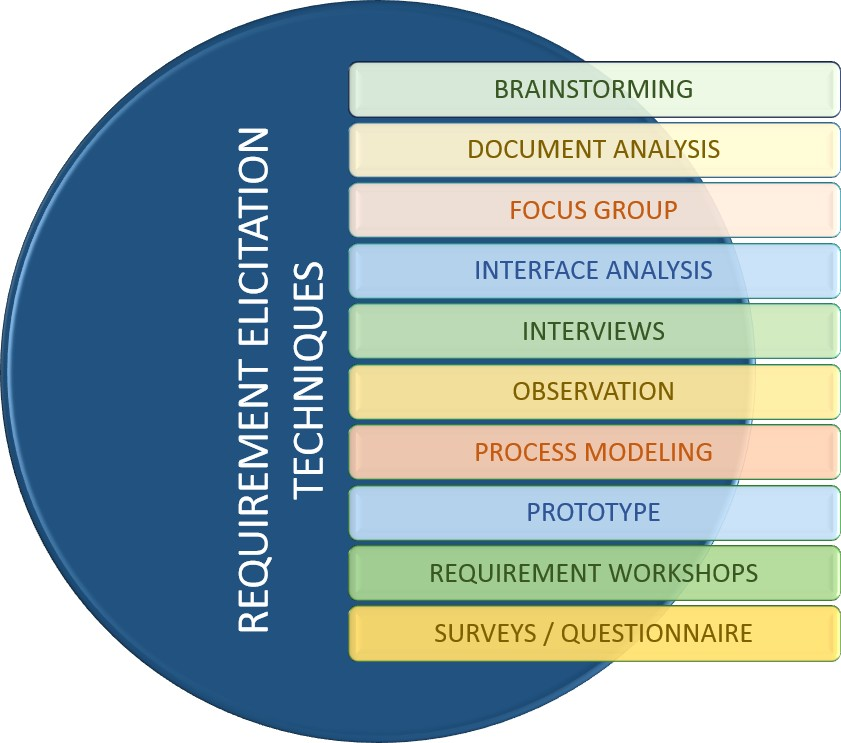 REQUIREMENT ELICITATION
TECHNIQUES
BRAINSTORMING
DOCUMENT ANALYSIS
FOCUS GROUP
INTERFACE ANALYSIS
INTERVIEWS
OBSERVATION
PROCESS MODELING
PROTOTYPE
REQUIREMENT WORKSHOPS
SURVEYS / QUESTIONNAIRE